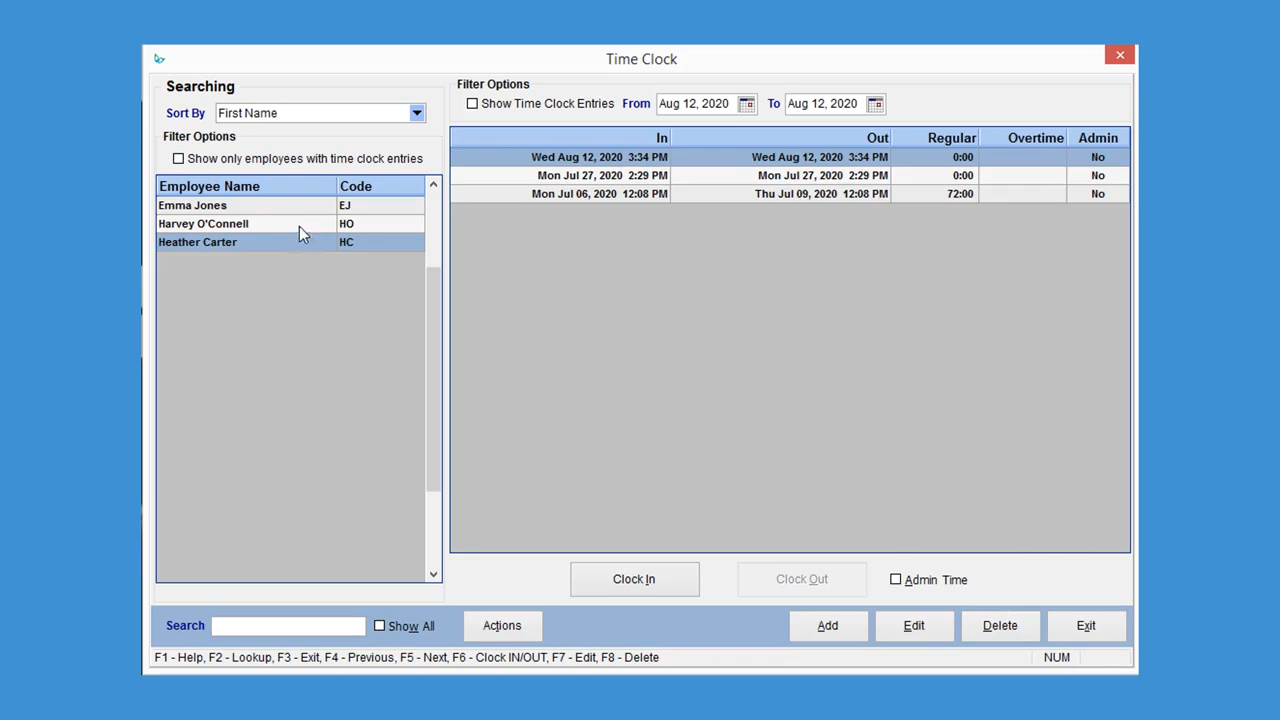 Time Clock
Searching
Sort By First Name
Filter Options
Show only employees with time clock entries
Employee Name Code
Emma Jones EJ
Harvey O'Connell HO
Heather Carter HC
Filter Options
Show Time Clock Entries From Aug 12, 2020 To Aug 12, 2020
In Out Regular Overtime Admin
Wed Aug 12, 2020 3:34 PM Wed Aug 12, 2020 3:34 PM 0:00 No
Mon Jul 27, 2020 2:29 PM Mon Jul 27, 2020 2:29 PM 0:00 No
Mon Jul 06, 2020 12:08 PM Thu Jul 09, 2020 12:08 PM 72:00 No
Clock In Clock Out Admin Time
Search Show All Actions Add Edit Delete Exit
F1 - Help, F2 - Lookup, F3 - Exit, F4 - Previous, F5 - Next, F6 - Clock IN/OUT, F7 - Edit, F8 - Delete NUM